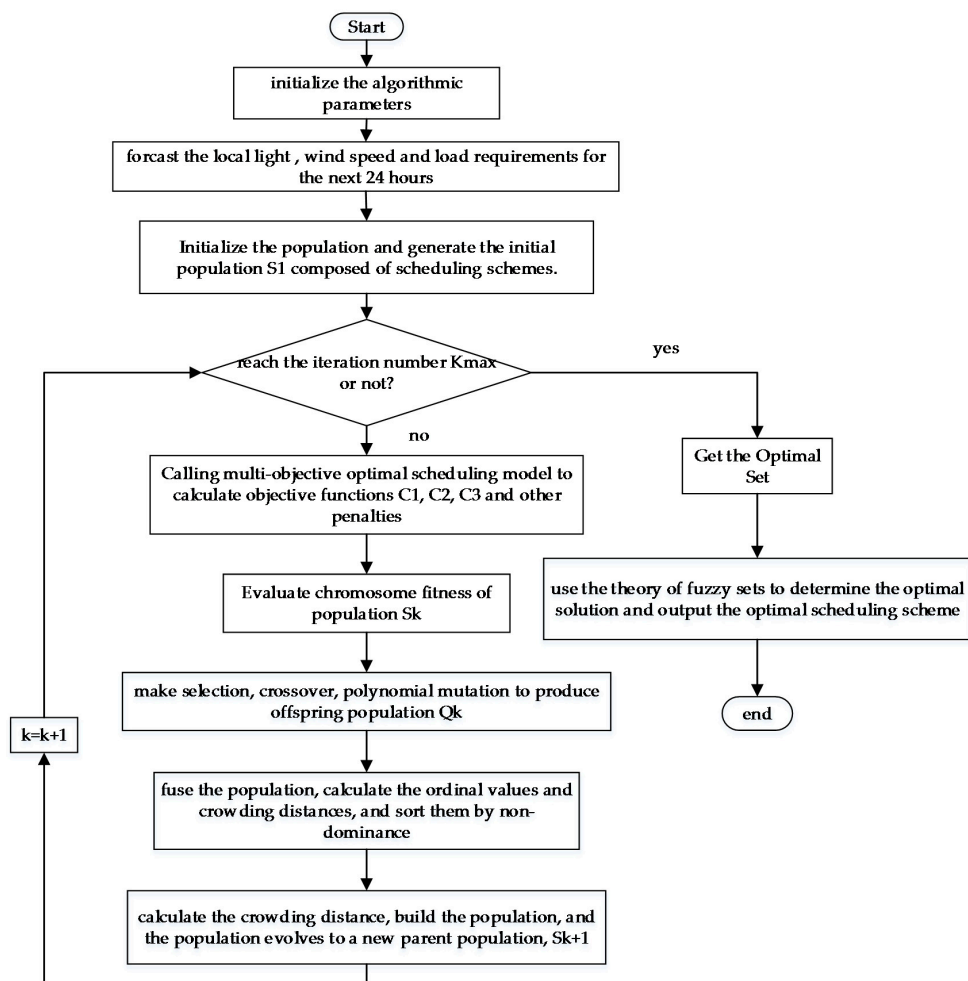 Start
initialize the algorithmic
parameters
forcast the local light , wind speed and load requirements for
the next 24 hours
Initialize the population and generate the initial
population S1 composed of scheduling schemes.
reach the iteration number Kmax
or not?
yes
no
Calling multi-objective optimal scheduling model to
calculate objective functions C1, C2, C3 and other
penalties
Get the Optimal
Set
Evaluate chromosome fitness of
population Sk
use the theory of fuzzy sets to determine the optimal
solution and output the optimal scheduling scheme
make selection, crossover, polynomial mutation to produce
offspring population Qk
end
k=k+1
fuse the population, calculate the ordinal values and
crowding distances, and sort them by non-
dominance
calculate the crowding distance, build the population, and
the population evolves to a new parent population, Sk+1